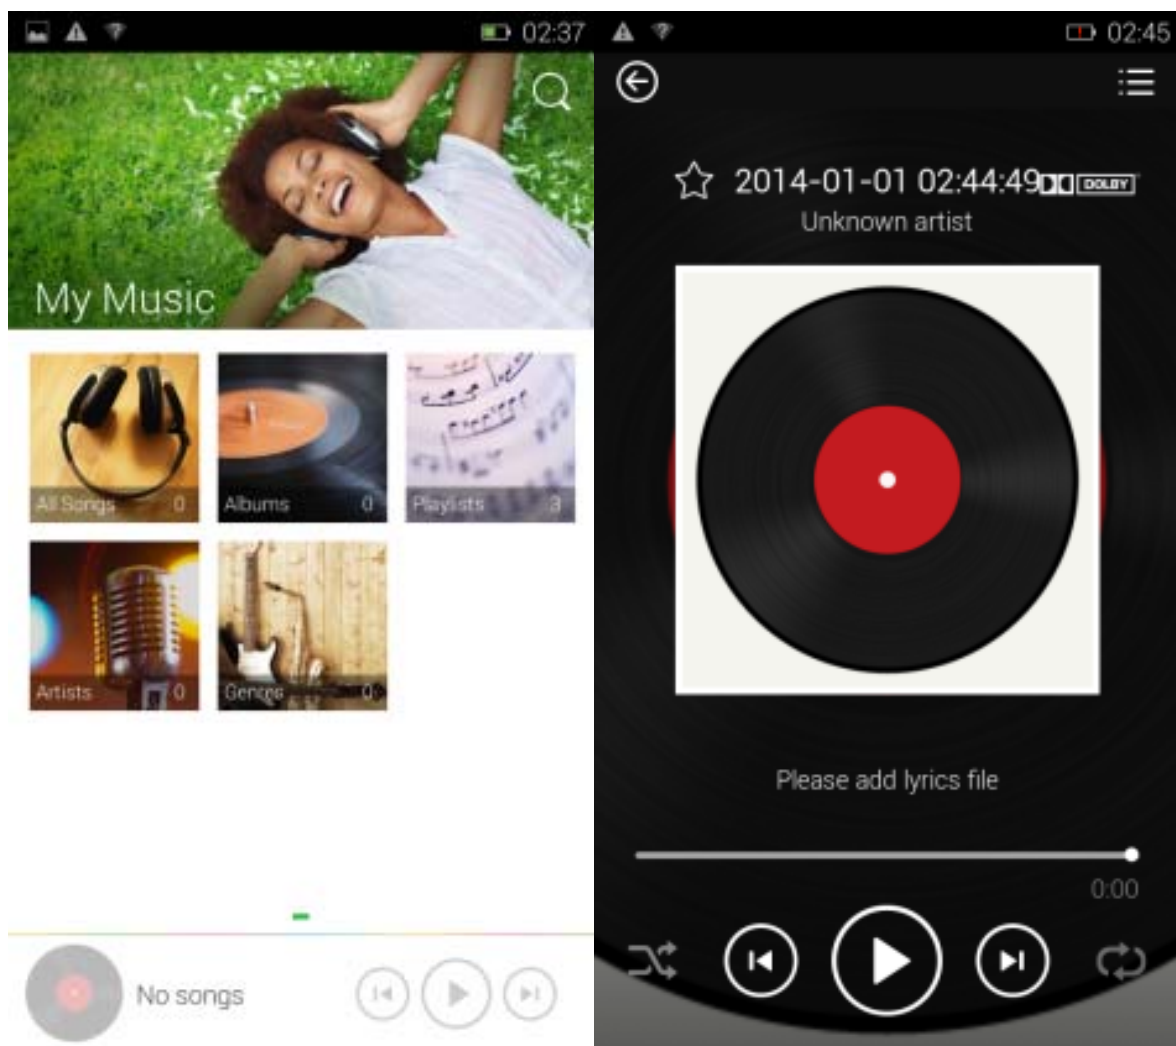 02:37
My Music
All Songs 0
Albums 0
Playlists 3
Artists 0
Genres 0
No songs
02:45
2014-01-01 02:44:49 DOLBY
Unknown artist
Please add lyrics file
0:00